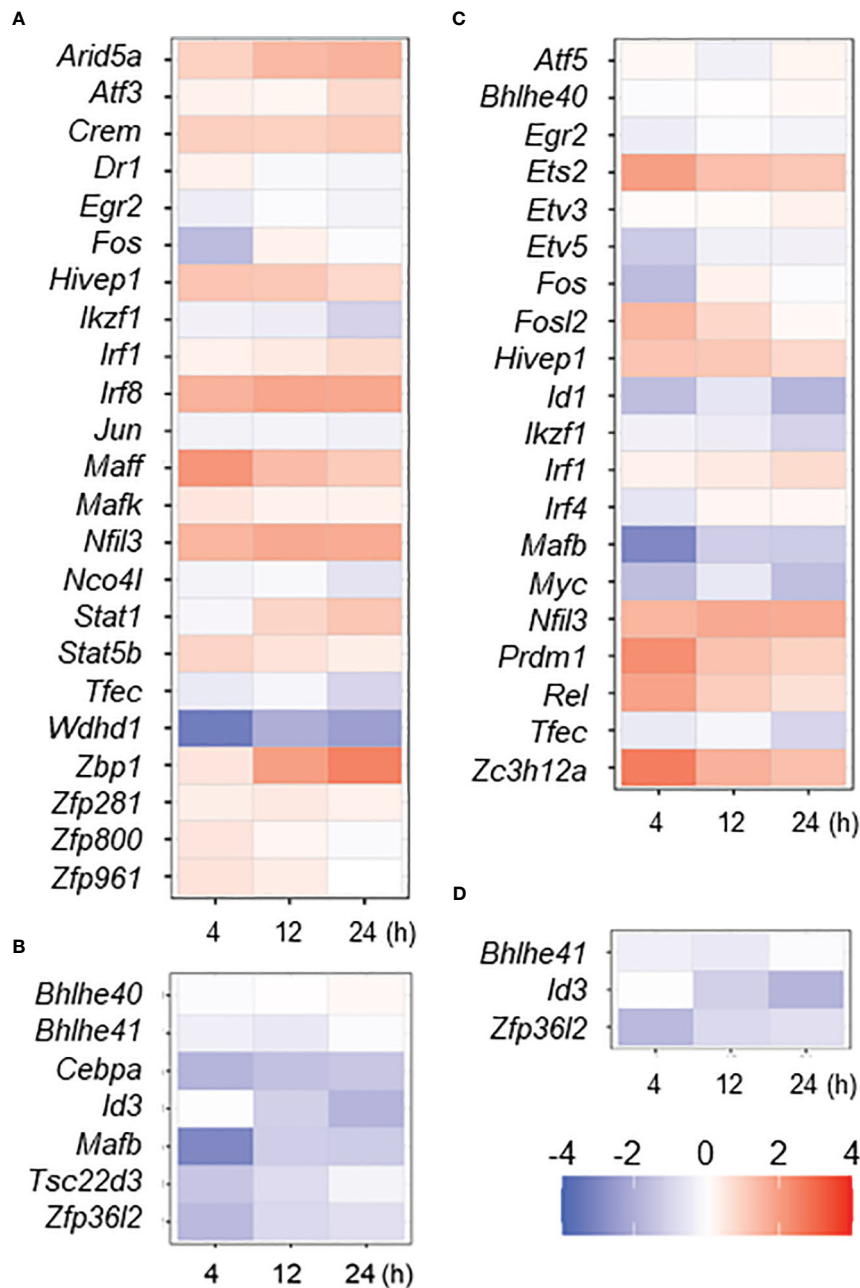 A
Arid5a
Atf3
Crem
Dr1
Egr2
Fos
Hivep1
Ikzf1
Irf1
Irf8
Jun
Maff
Mafk
Nfil3
Nco4l
Stat1
Stat5b
Tfec
Wdhd1
Zbp1
Zfp281
Zfp800
Zfp961
4 12 24 (h)
B
Bhlhe40
Bhlhe41
Cebpa
Id3
Mafb
Tsc22d3
Zfp36l2
4 12 24 (h)
C
Atf5
Bhlhe40
Egr2
Ets2
Etv3
Etv5
Fos
Fosl2
Hivep1
Id1
Ikzf1
Irf1
Irf4
Mafb
Myc
Nfil3
Prdm1
Rel
Tfec
Zc3h12a
4 12 24 (h)
D
Bhlhe41
Id3
Zfp36l2
4 12 24 (h)
-4 -2 0 2 4